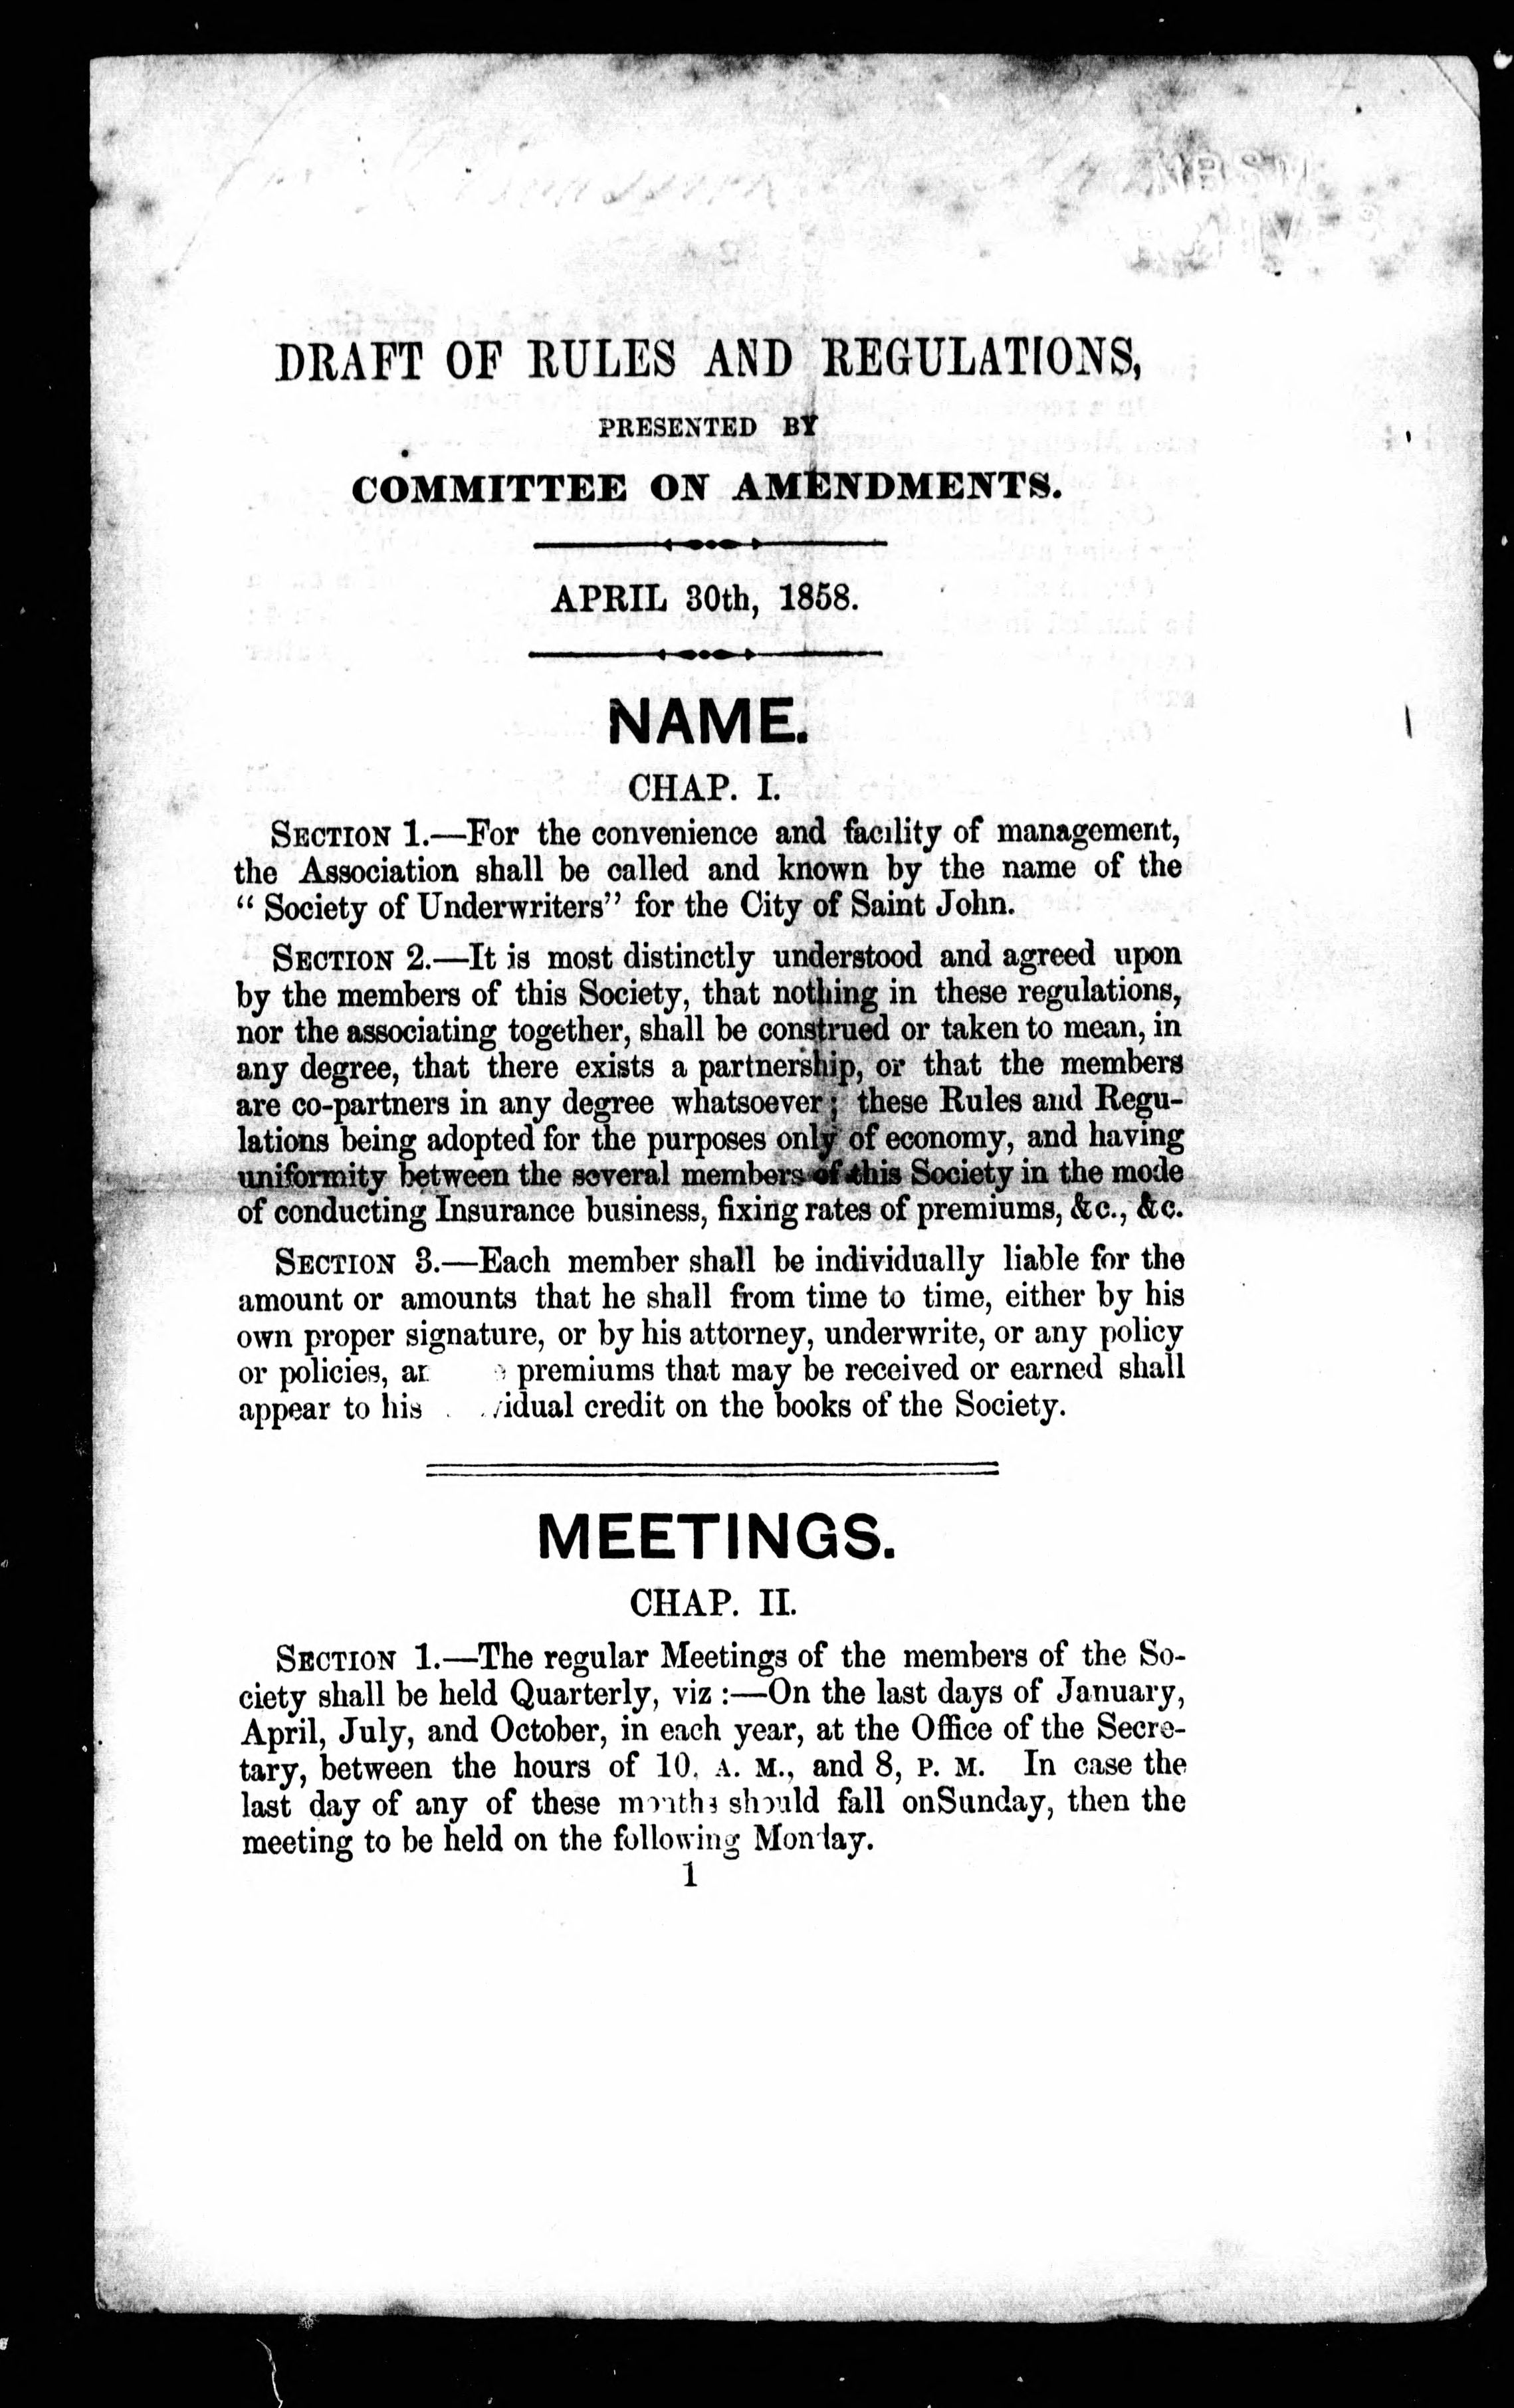 DRAFT OF RULES AND REGULATIONS,
PRESENTED BY
COMMITTEE ON AMENDMENTS.
APRIL 30th, 1858.
NAME.
CHAP. I.
SECTION 1.—For the convenience and facility of management,
the Association shall be called and known by the name of the
“ Society of Underwriters” for the City of Saint John.
SECTION 2.—It is most distinctly understood and agreed upon
by the members of this Society, that nothing in these regulations,
nor the associating together, shall be construed or taken to mean, in
any degree, that there exists a partnership, or that the members
are co-partners in any degree whatsoever ; these Rules and Regu-
lations being adopted for the purposes only of economy, and having
uniformity between the several members of this Society in the mode
of conducting Insurance business, fixing rates of premiums, &c., &c.
SECTION 3.—Each member shall be individually liable for the
amount or amounts that he shall from time to time, either by his
own proper signature, or by his attorney, underwrite, or any policy
or policies, premiums that may be received or earned shall
appear to his credit on the books of the Society.
MEETINGS.
CHAP. II.
SECTION 1.—The regular Meetings of the members of the So-
ciety shall be held Quarterly, viz :—On the last days of January,
April, July, and October, in each year, at the Office of the Secre-
tary, between the hours of 10, A. M., and 8, P. M. In case the
last day of any of these months should fall onSunday, then the
meeting to be held on the following Monday.
1